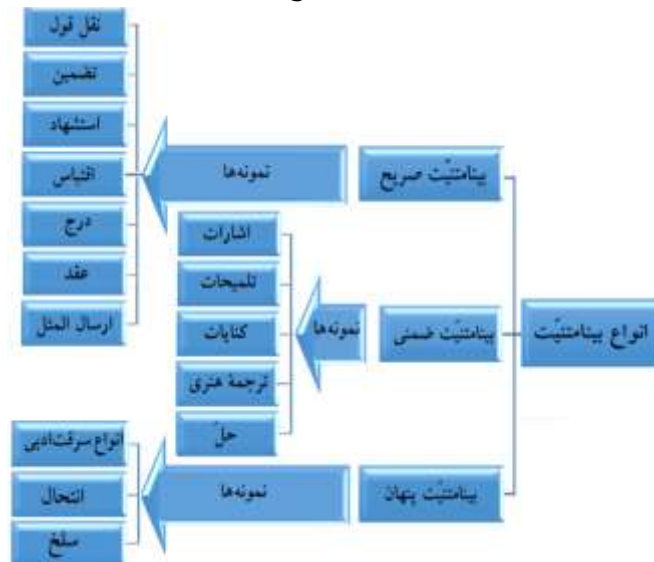 انواع بینامتنیّت
بینامتنیّت صریح
نمونه‌ها
نقل قول
تضمین
استشهاد
اقتباس
درج
عقد
ارسال المثل
بینامتنیّت ضمنی
نمونه‌ها
اشارات
تلمیحات
کنایات
ترجمۀ هنری
حلّ
بینامتنیّت پنهان
نمونه‌ها
انواع سرقت‌ادبی
انتحال
سلخ